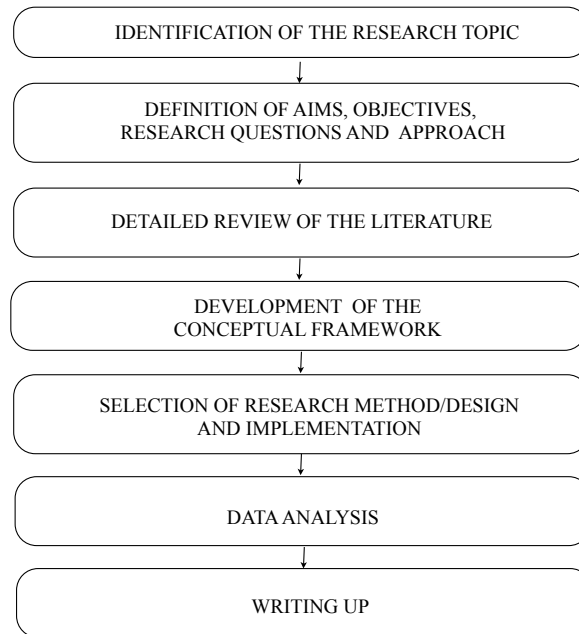 IDENTIFICATION OF THE RESEARCH TOPIC
DEFINITION OF AIMS, OBJECTIVES,
RESEARCH QUESTIONS AND APPROACH
DETAILED REVIEW OF THE LITERATURE
DEVELOPMENT OF THE
CONCEPTUAL FRAMEWORK
SELECTION OF RESEARCH METHOD/DESIGN
AND IMPLEMENTATION
DATA ANALYSIS
WRITING UP